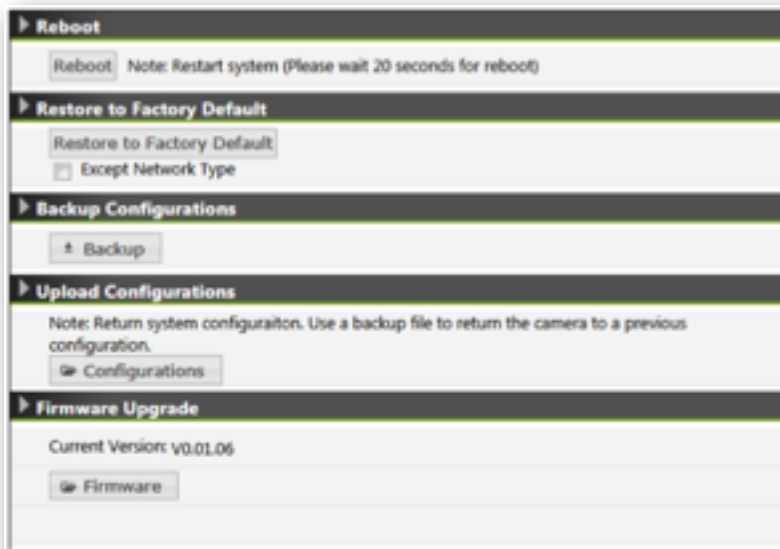 Reboot
Reboot Note: Restart system (Please wait 20 seconds for reboot)
Restore to Factory Default
Restore to Factory Default
Except Network Type
Backup Configurations
Backup
Upload Configurations
Note: Return system configuraiton. Use a backup file to return the camera to a previous
configuration.
Configurations
Firmware Upgrade
Current Version: V0.01.06
Firmware